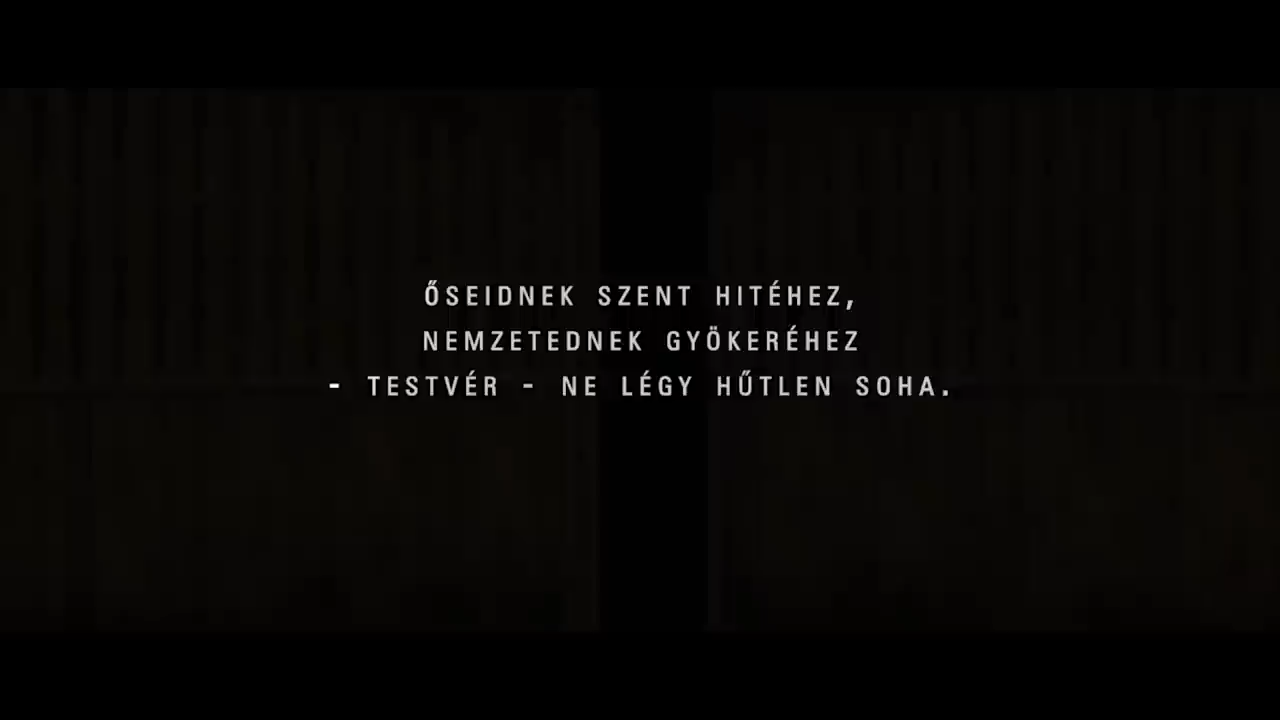 ŐSEIDNEK SZENT HITÉHEZ,
NEMZETEDNEK GYÖKERÉHEZ
- TESTVÉR - NE LÉGY HŰTLEN SOHA.